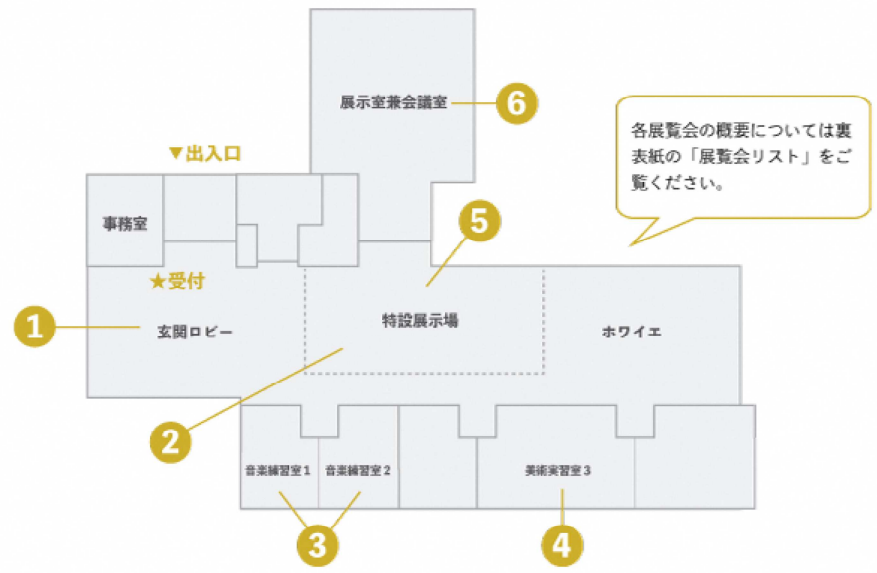 展示室兼会議室
6
▼出入口
各展覧会の概要については裏
表紙の「展覧会リスト」をご
覧ください。
事務室
5
★受付
1
玄関ロビー
特設展示場
ホワイエ
2
音楽練習室1
音楽練習室2
美術実習室3
3
4